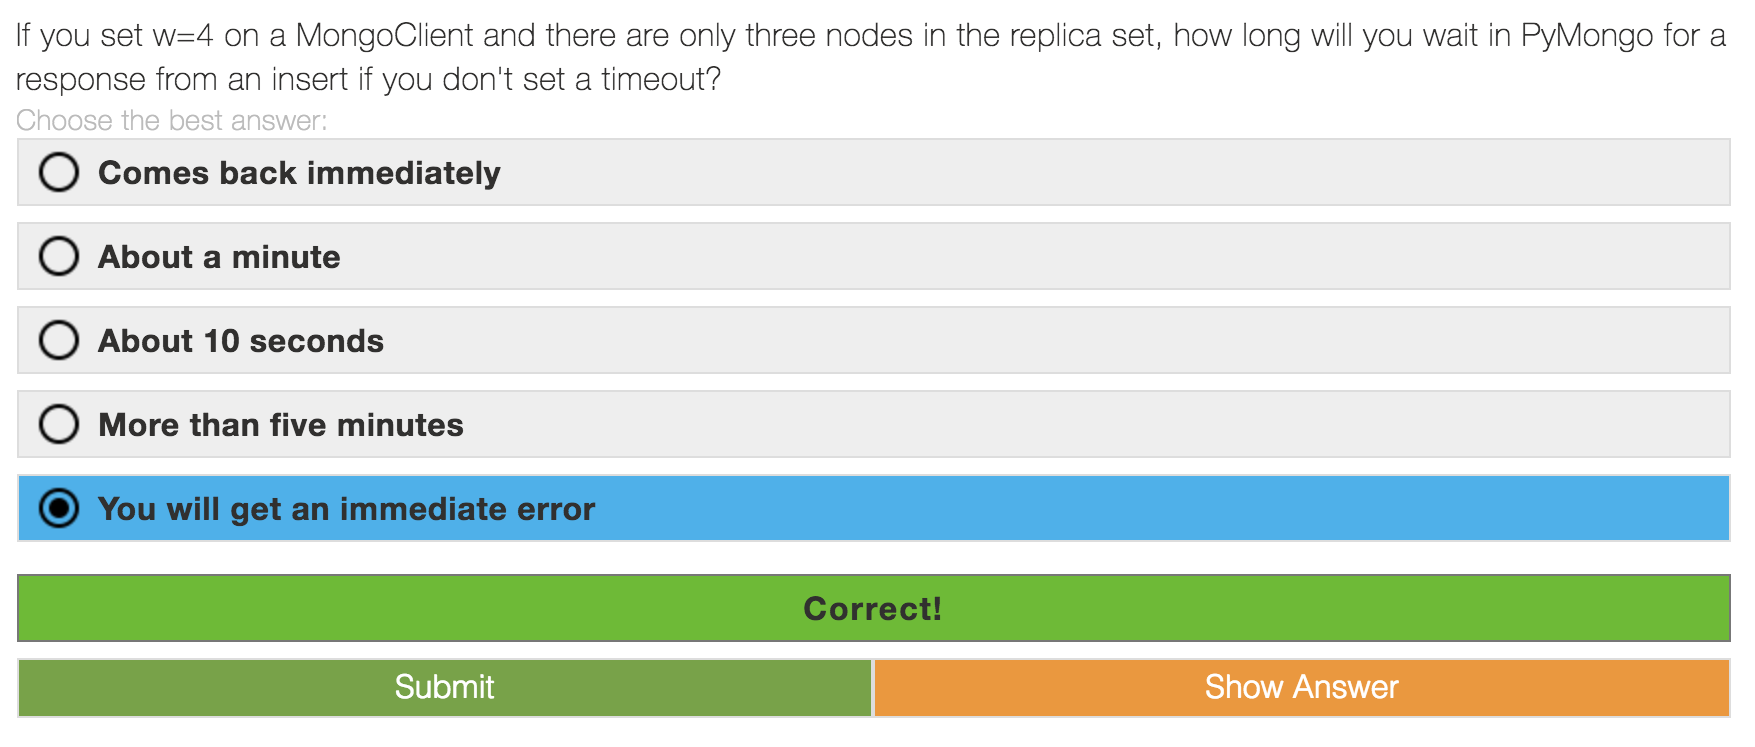 If you set w=4 on a MongoClient and there are only three nodes in the replica set, how long will you wait in PyMongo for a
response from an insert if you don't set a timeout?
Choose the best answer:
Comes back immediately
About a minute
About 10 seconds
More than five minutes
You will get an immediate error
Correct!
Submit
Show Answer